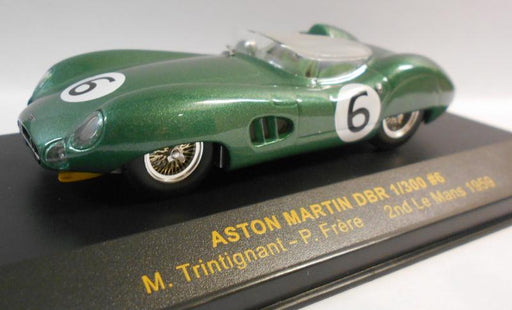 6
6
ASTON MARTIN DBR 1/300 #6
M. Trintignant - P. Frère 2nd Le Mans 1959